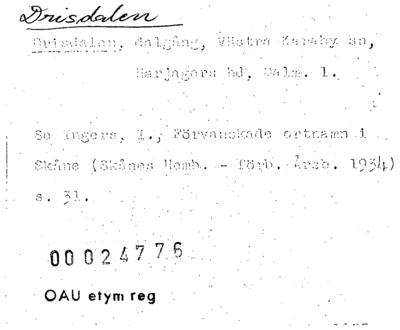 Drisdalen
Drisdalen, dalgång, Västra Karaby sn,
Harjagers hd, Malm. l.
Se Ingers, I., Förvanskade ortnamn i
Skåne (Skånes Hemb. - förb. Årsb. 1934)
s. 31.
00024776
OAU etym reg